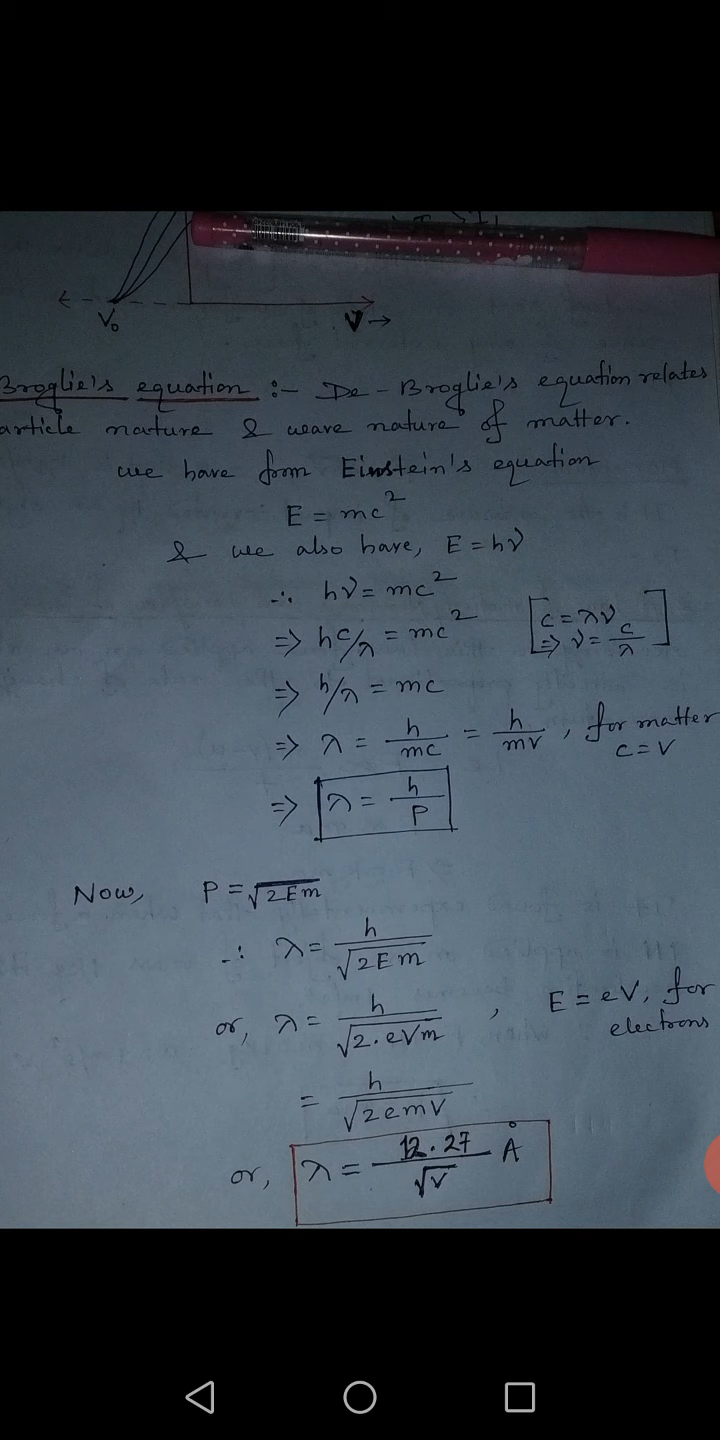 V₀
V →
Broglie's equation :- De-Broglie's equation relates
article nature & wave nature of matter.
we have from Einstein's equation
E = mc²
& we also have, E = hν
∴ hν = mc²
⇒ hc/λ = mc² [c = λν
⇒ ν = c/λ]
⇒ h/λ = mc
⇒ λ = h/mc = h/mv , for matter
c = v
⇒ λ = h/P
Now, P = √2Em
∴ λ = h/√2Em
or, λ = h/√2.eVm , E = eV, for
electrons
= h/√2emV
or, λ = 12.27/√V Å